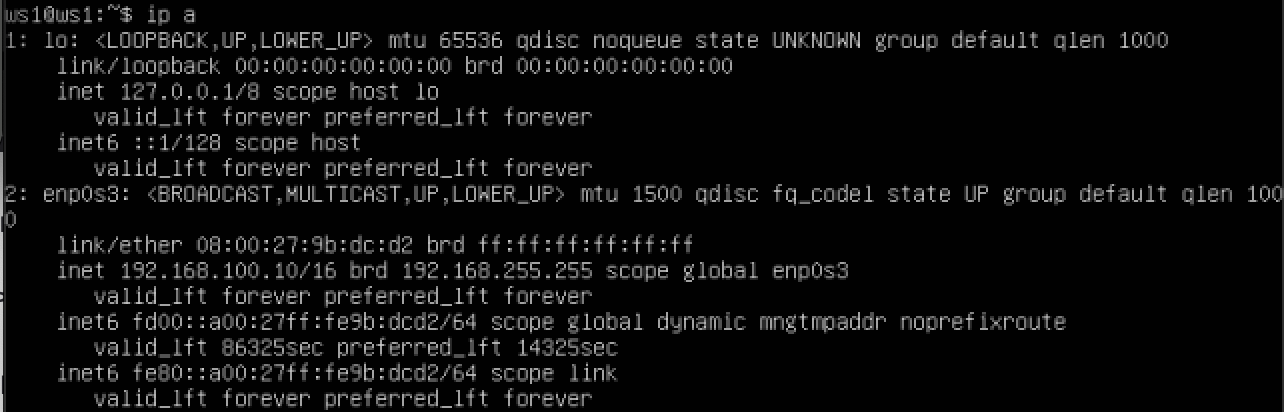 ws1@ws1:~$ ip a
1: lo: <LOOPBACK,UP,LOWER_UP> mtu 65536 qdisc noqueue state UNKNOWN group default qlen 1000
    link/loopback 00:00:00:00:00:00 brd 00:00:00:00:00:00
    inet 127.0.0.1/8 scope host lo
       valid_lft forever preferred_lft forever
    inet6 ::1/128 scope host
       valid_lft forever preferred_lft forever
2: enp0s3: <BROADCAST,MULTICAST,UP,LOWER_UP> mtu 1500 qdisc fq_codel state UP group default qlen 100
0
    link/ether 08:00:27:9b:dc:d2 brd ff:ff:ff:ff:ff:ff
    inet 192.168.100.10/16 brd 192.168.255.255 scope global enp0s3
       valid_lft forever preferred_lft forever
    inet6 fd00::a00:27ff:fe9b:dcd2/64 scope global dynamic mngtmpaddr noprefixroute
       valid_lft 86325sec preferred_lft 14325sec
    inet6 fe80::a00:27ff:fe9b:dcd2/64 scope link
       valid_lft forever preferred_lft forever